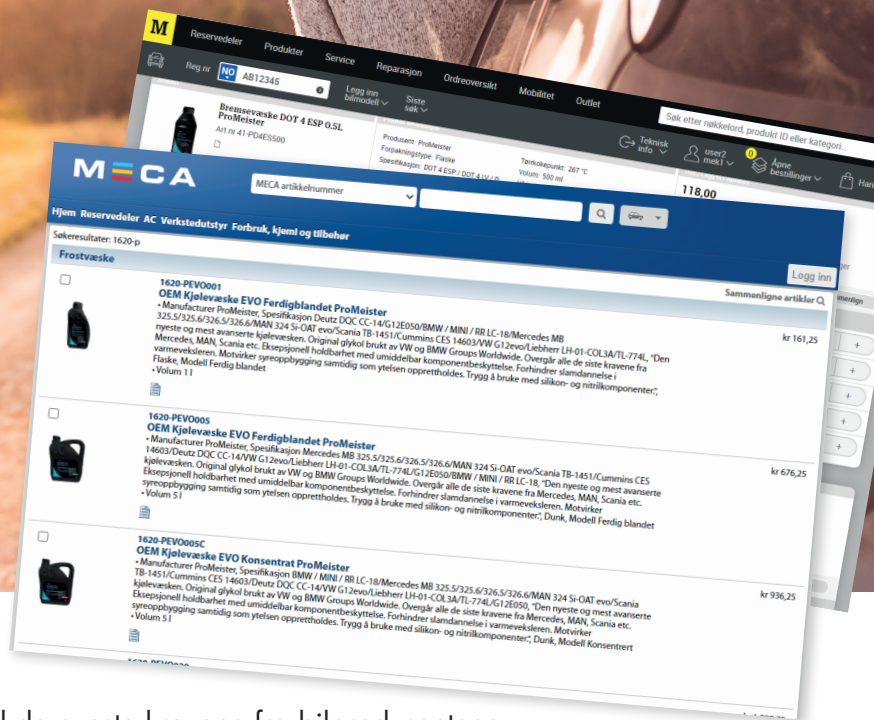 M
Reservedeler Produkter Service Reparasjon Ordreoversikt Mobilitet Outlet
Søk etter nøkkelord, produkt ID eller kategori...
Reg nr NO AB12345
Legg inn
bilmodell
Siste
søk
Teknisk
info
user2
mek1
0
Åpne
bestillinger
Bremsevæske DOT 4 ESP 0.5L
ProMeister
Art.nr 41-PD4ES500
Produsent: ProMeister
Forpakningstype: Flaske
Spesifikasjon: DOT 4 ESP / DOT 4 LV / D
Tørrkokepunkt: 267 °C
Volum: 500 ml
118,00
MECA
MECA artikkelnummer
Logg inn
Hjem Reservedeler AC Verkstedutstyr Forbruk, kjemi og tilbehør
Søkeresultater: 1620-p
Sammenligne artikler
Frostvæske
1620-PEVO001
OEM Kjølevæske EVO Ferdigblandet ProMeister
kr 161,25
• Manufacturer ProMeister, Spesifikasjon Deutz DQC CC-14/G12E050/BMW / MINI / RR LC-18/Mercedes MB
325.5/325.6/326.5/326.6/MAN 324 Si-OAT evo/Scania TB-1451/Cummins CES 14603/VW G12evo/Liebherr LH-01-COL3A/TL-774L, "Den
nyeste og mest avanserte kjølevæsken. Original glykol brukt av VW og BMW Groups Worldwide. Overgår alle de siste kravene fra
Mercedes, MAN, Scania etc. Eksepsjonell holdbarhet med umiddelbar komponentbeskyttelse. Forhindrer slamdannelse i
varmeveksleren. Motvirker syreoppbygging samtidig som ytelsen opprettholdes. Trygg å bruke med silikon- og nitrilkomponenter.",
Flaske, Modell Ferdig blandet
• Volum 1 l
1620-PEVO005
OEM Kjølevæske EVO Ferdigblandet ProMeister
kr 676,25
• Manufacturer ProMeister, Spesifikasjon Mercedes MB 325.5/325.6/326.5/326.6/MAN 324 Si-OAT evo/Scania TB-1451/Cummins CES
14603/Deutz DQC CC-14/VW G12evo/Liebherr LH-01-COL3A/TL-774L/G12E050/BMW / MINI / RR LC-18, "Den nyeste og mest avanserte
kjølevæsken. Original glykol brukt av VW og BMW Groups Worldwide. Overgår alle de siste kravene fra Mercedes, MAN, Scania etc.
Eksepsjonell holdbarhet med umiddelbar komponentbeskyttelse. Forhindrer slamdannelse i varmeveksleren. Motvirker
syreoppbygging samtidig som ytelsen opprettholdes. Trygg å bruke med silikon- og nitrilkomponenter.", Dunk, Modell Ferdig blandet
• Volum 5 l
1620-PEVO005C
OEM Kjølevæske EVO Konsentrat ProMeister
kr 936,25
• Manufacturer ProMeister, Spesifikasjon BMW / MINI / RR LC-18/Mercedes MB 325.5/325.6/326.5/326.6/MAN 324 Si-OAT evo/Scania
TB-1451/Cummins CES 14603/Deutz DQC CC-14/VW G12evo/Liebherr LH-01-COL3A/TL-774L/G12E050, "Den nyeste og mest avanserte
kjølevæsken. Original glykol brukt av VW og BMW Groups Worldwide. Overgår alle de siste kravene fra Mercedes, MAN, Scania etc.
Eksepsjonell holdbarhet med umiddelbar komponentbeskyttelse. Forhindrer slamdannelse i varmeveksleren. Motvirker
syreoppbygging samtidig som ytelsen opprettholdes. Trygg å bruke med silikon- og nitrilkomponenter.", Dunk, Modell Konsentrert
• Volum 5 l